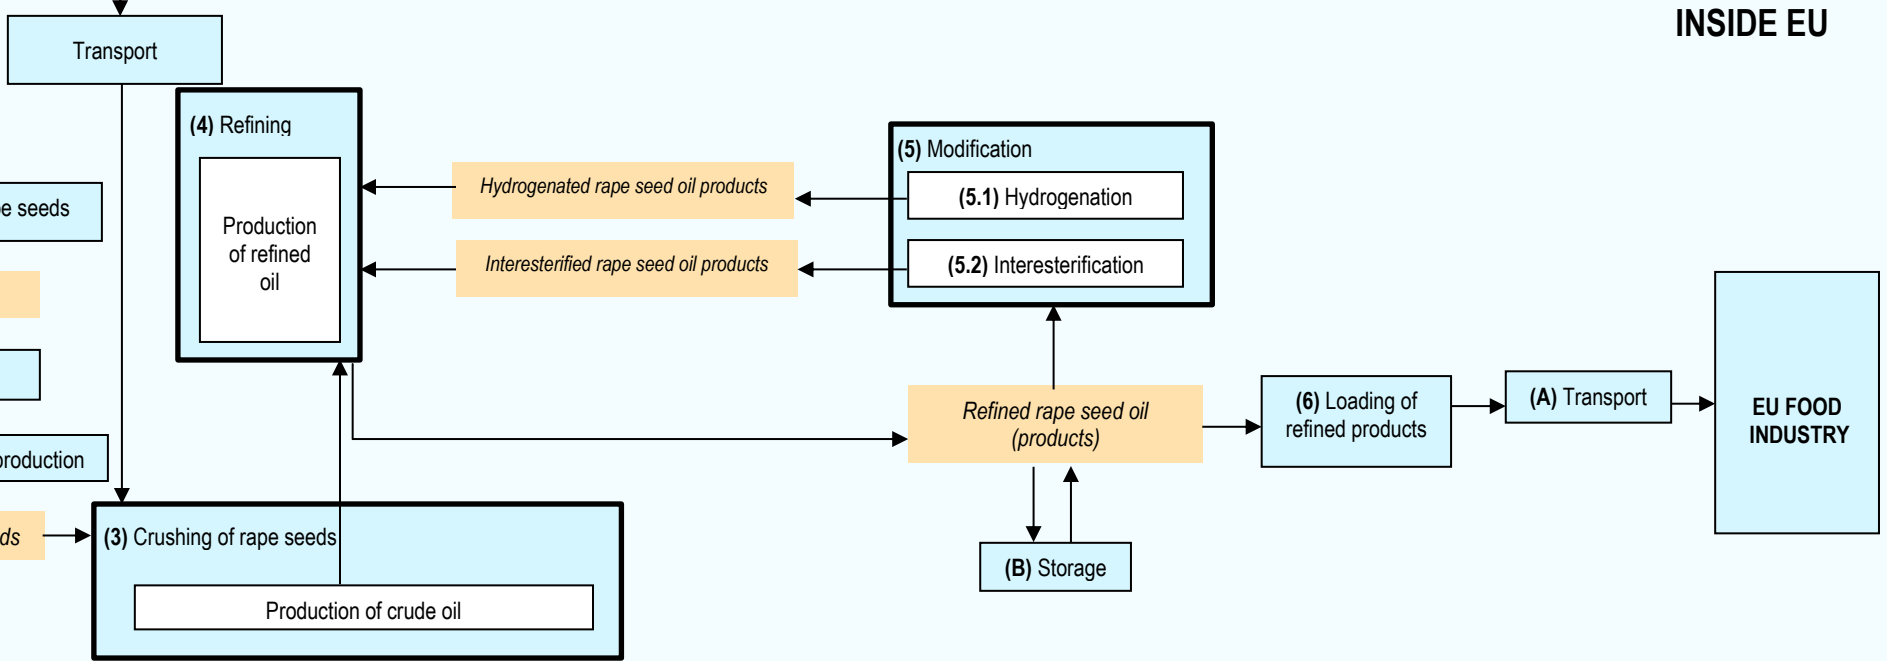 INSIDE EU
Transport
(4) Refining
Production
of refined
oil
Hydrogenated rape seed oil products
Interesterified rape seed oil products
(5) Modification
(5.1) Hydrogenation
(5.2) Interesterification
seeds
production
(3) Crushing of rape seeds
Production of crude oil
Refined rape seed oil
(products)
(B) Storage
(6) Loading of
refined products
(A) Transport
EU FOOD
INDUSTRY